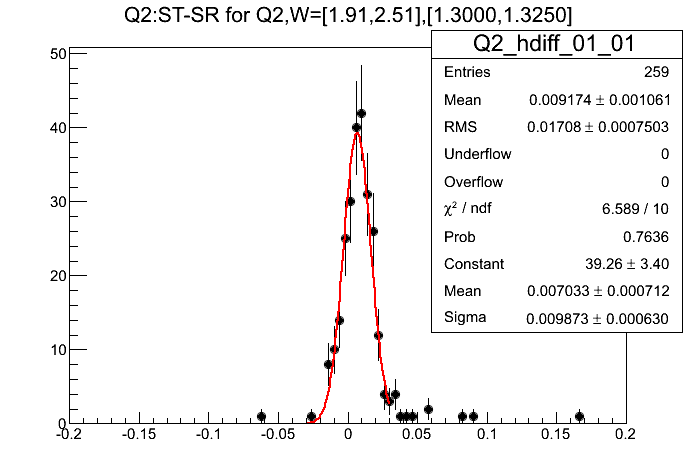 Q2:ST-SR for Q2,W=[1.91,2.51],[1.3000,1.3250]
Q2_hdiff_01_01
Entries 259
Mean 0.009174 ± 0.001061
RMS 0.01708 ± 0.0007503
Underflow 0
Overflow 0
χ² / ndf 6.589 / 10
Prob 0.7636
Constant 39.26 ± 3.40
Mean 0.007033 ± 0.000712
Sigma 0.009873 ± 0.000630
50
40
30
20
10
0
-0.2 -0.15 -0.1 -0.05 0 0.05 0.1 0.15 0.2